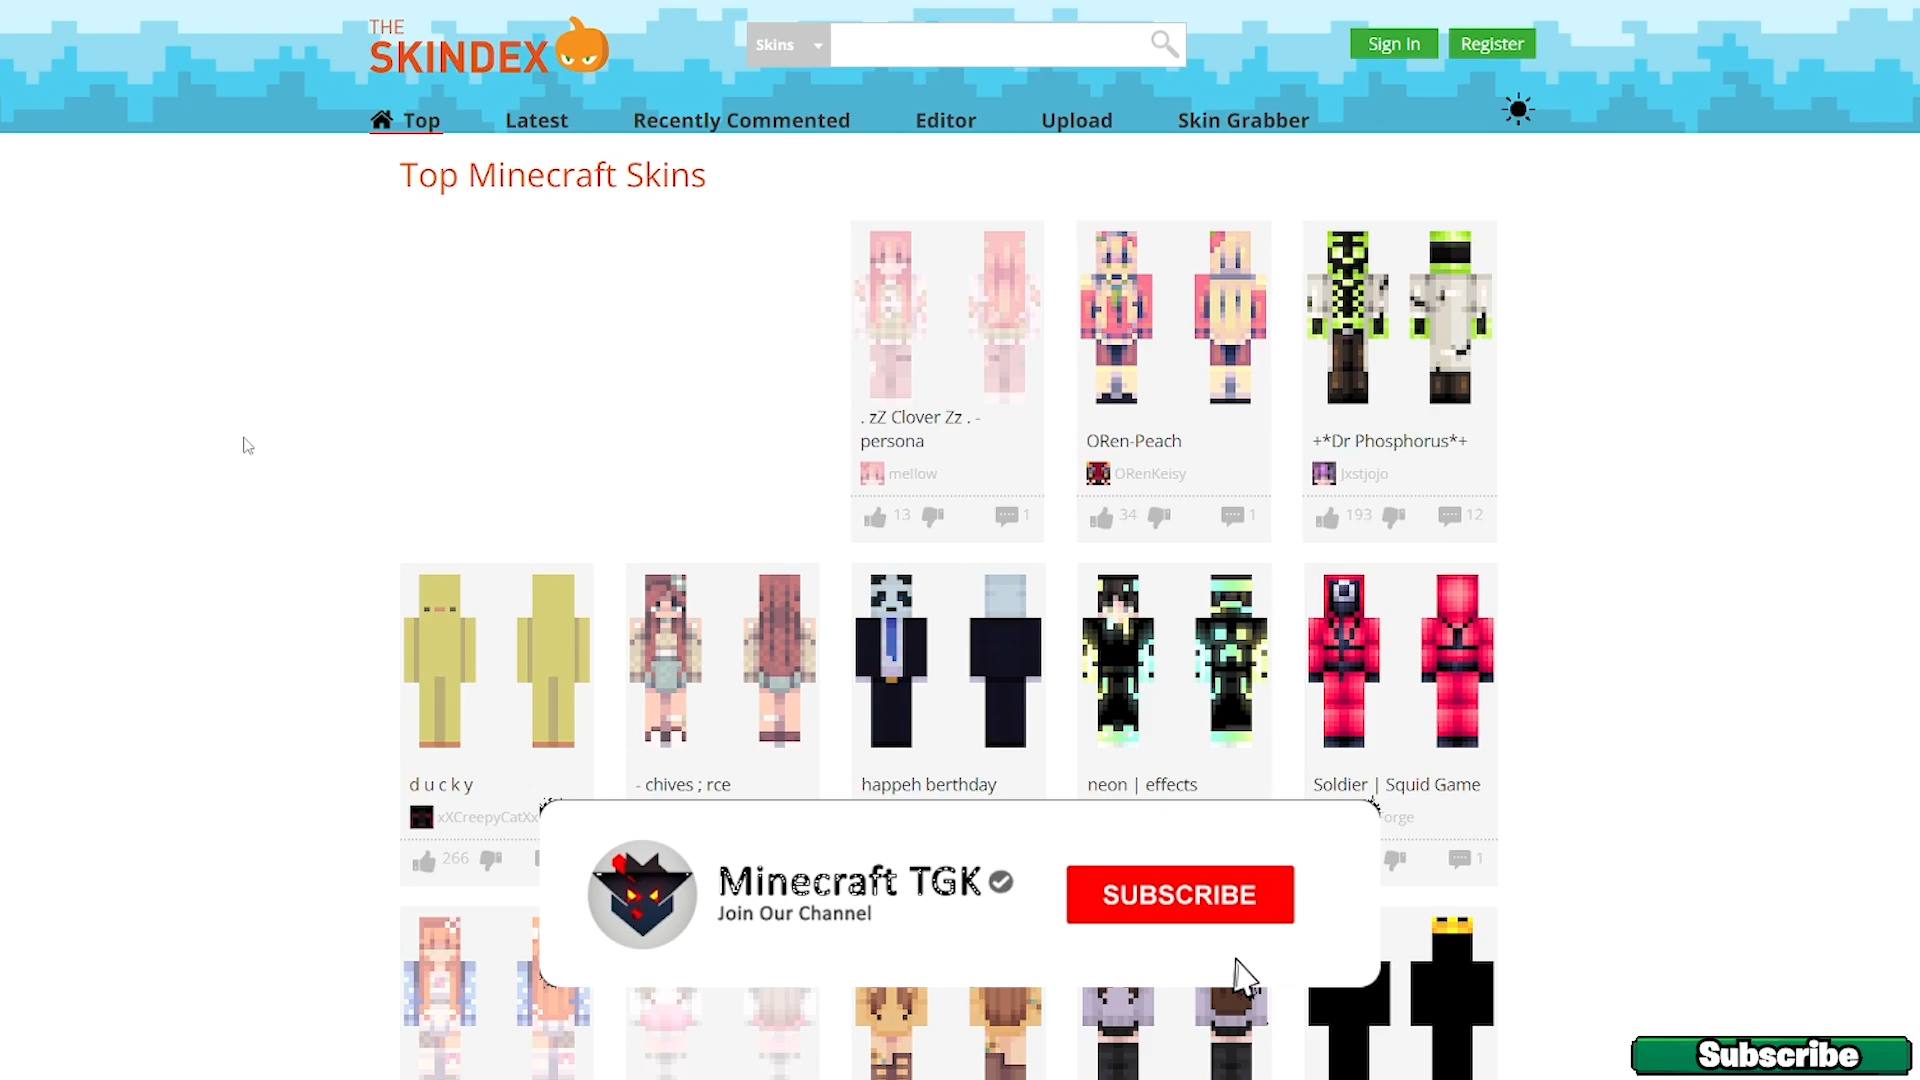 THE
SKINDEX
Skins
Sign In
Register
Top
Latest
Recently Commented
Editor
Upload
Skin Grabber
Top Minecraft Skins
. zZ Clover Zz . -
persona
mellow
13
1
ORen-Peach
ORenKeisy
34
1
+*Dr Phosphorus*+
Jxstjojo
193
12
d u c k y
xXCreepyCatXx
266
- chives ; rce
happeh berthday
neon | effects
Soldier | Squid Game
orge
1
Minecraft TGK
Join Our Channel
SUBSCRIBE
Subscribe